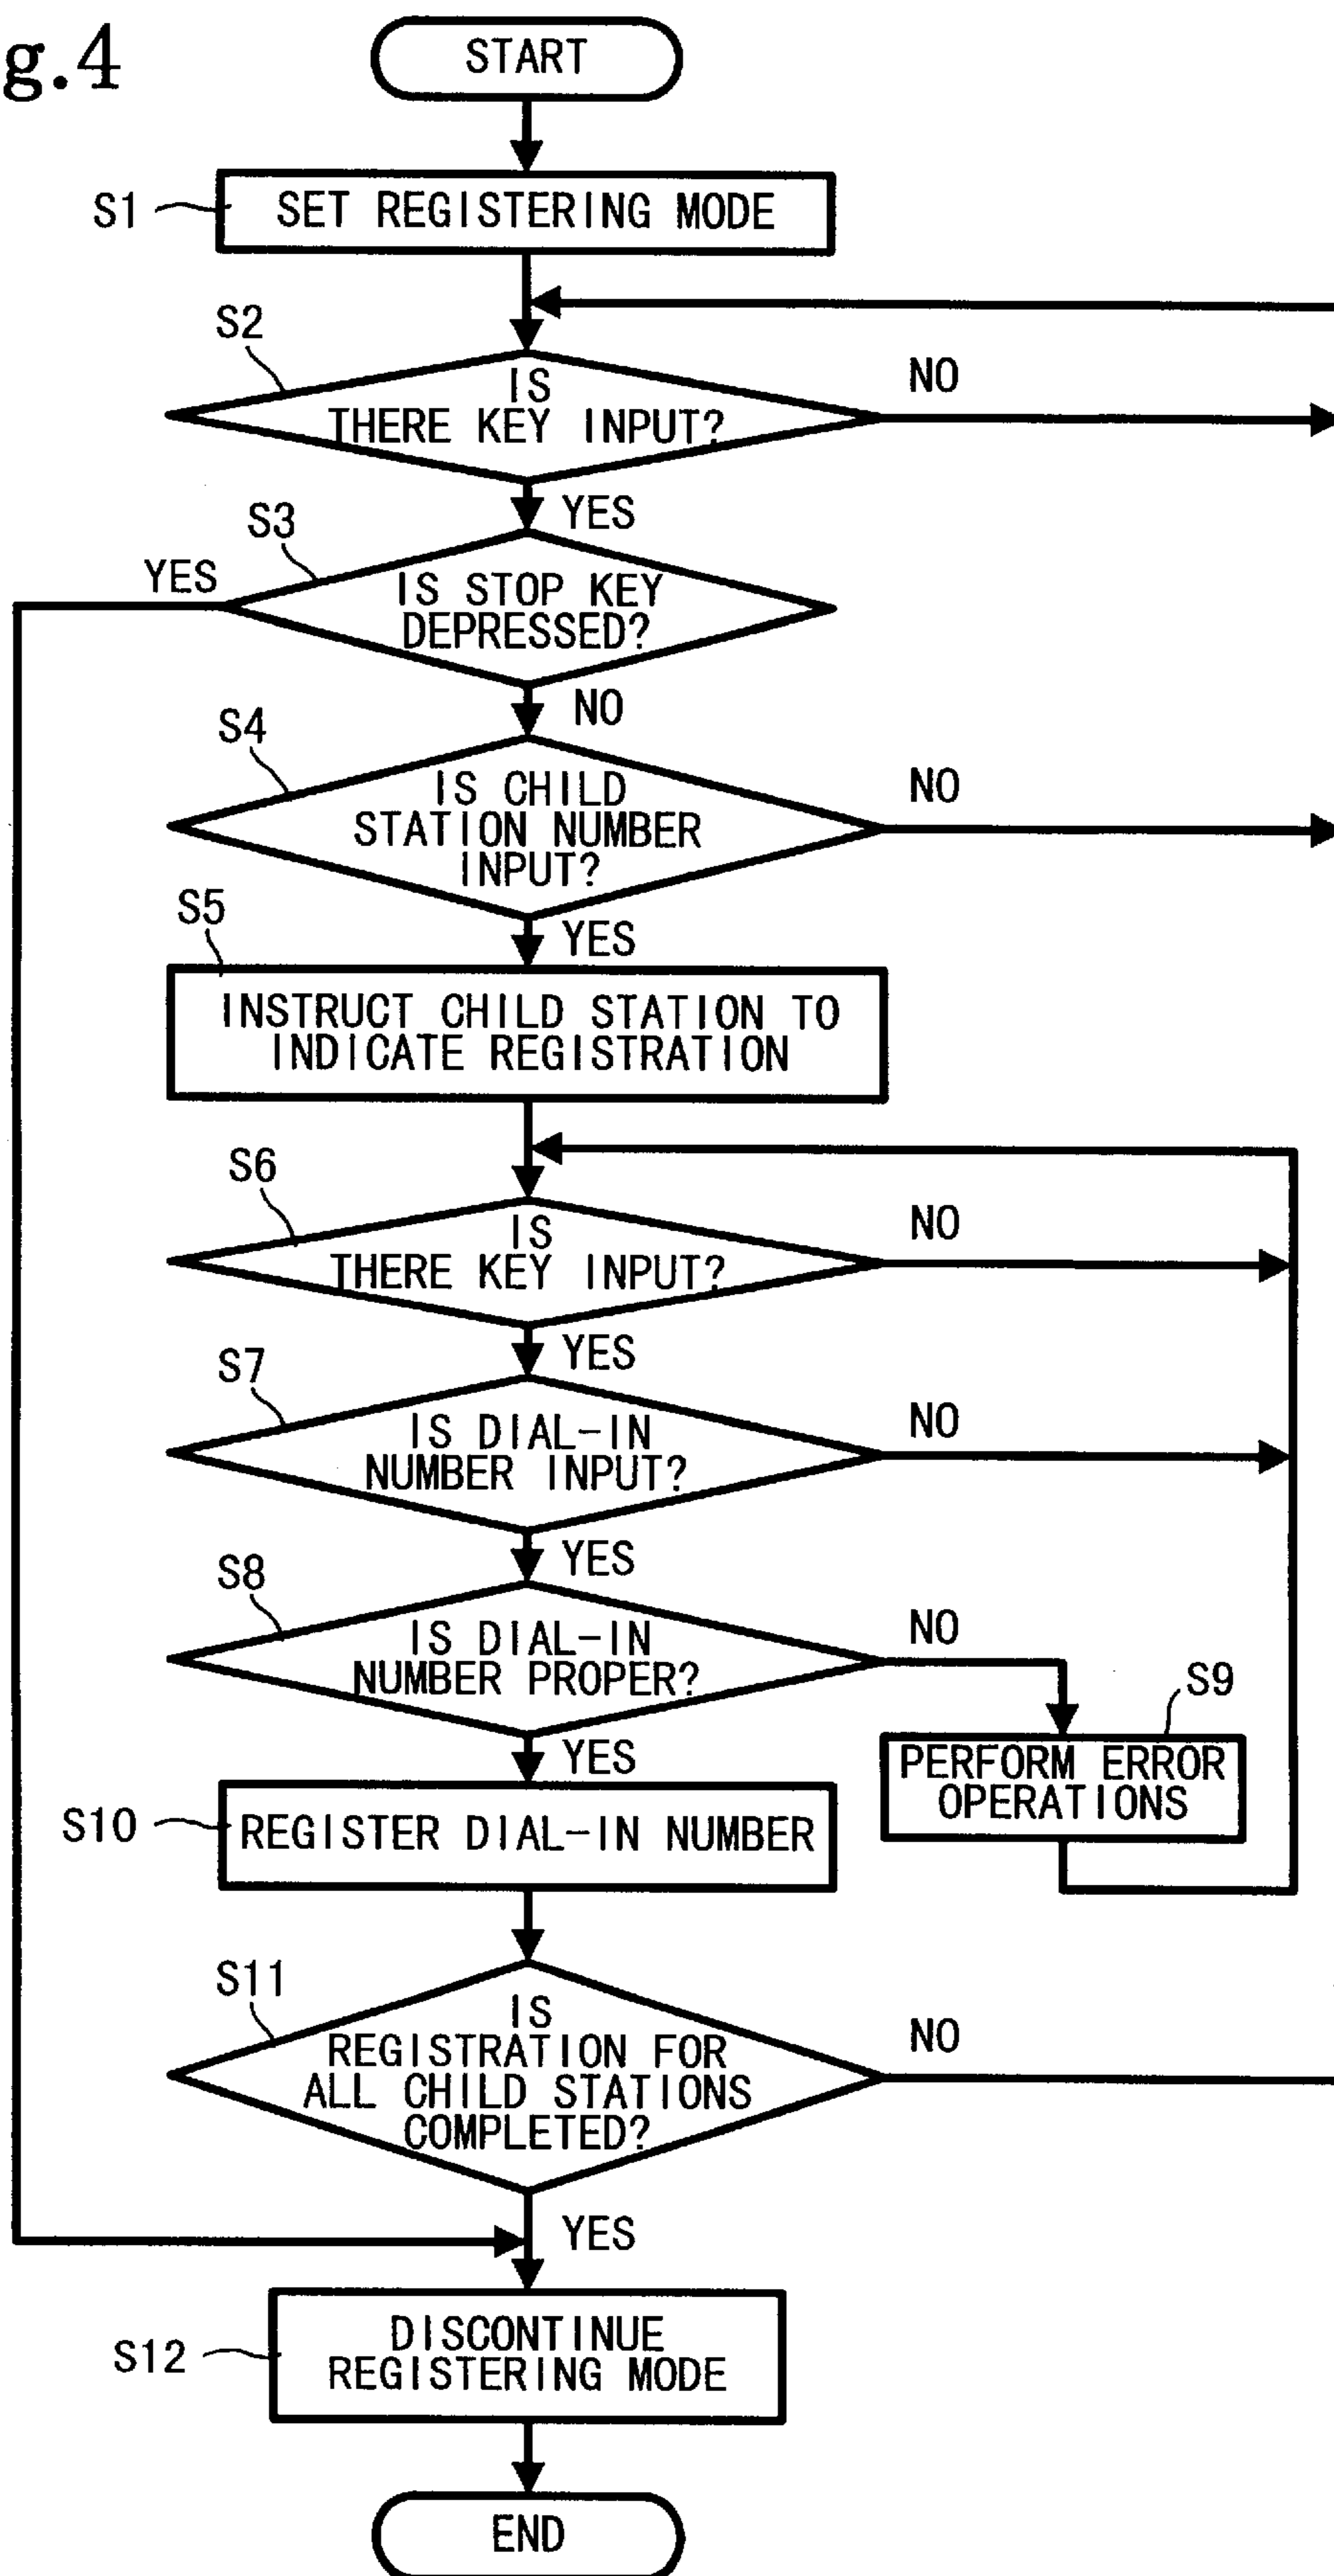 g.4
START
S1
SET REGISTERING MODE
S2
IS
THERE KEY INPUT?
NO
YES
S3
YES
IS STOP KEY
DEPRESSED?
NO
S4
IS CHILD
STATION NUMBER
INPUT?
NO
YES
S5
INSTRUCT CHILD STATION TO
INDICATE REGISTRATION
S6
IS
THERE KEY INPUT?
NO
YES
S7
IS DIAL-IN
NUMBER INPUT?
NO
YES
S8
IS DIAL-IN
NUMBER PROPER?
NO
YES
S9
PERFORM ERROR
OPERATIONS
S10
REGISTER DIAL-IN NUMBER
S11
IS
REGISTRATION FOR
ALL CHILD STATIONS
COMPLETED?
NO
YES
S12
DISCONTINUE
REGISTERING MODE
END